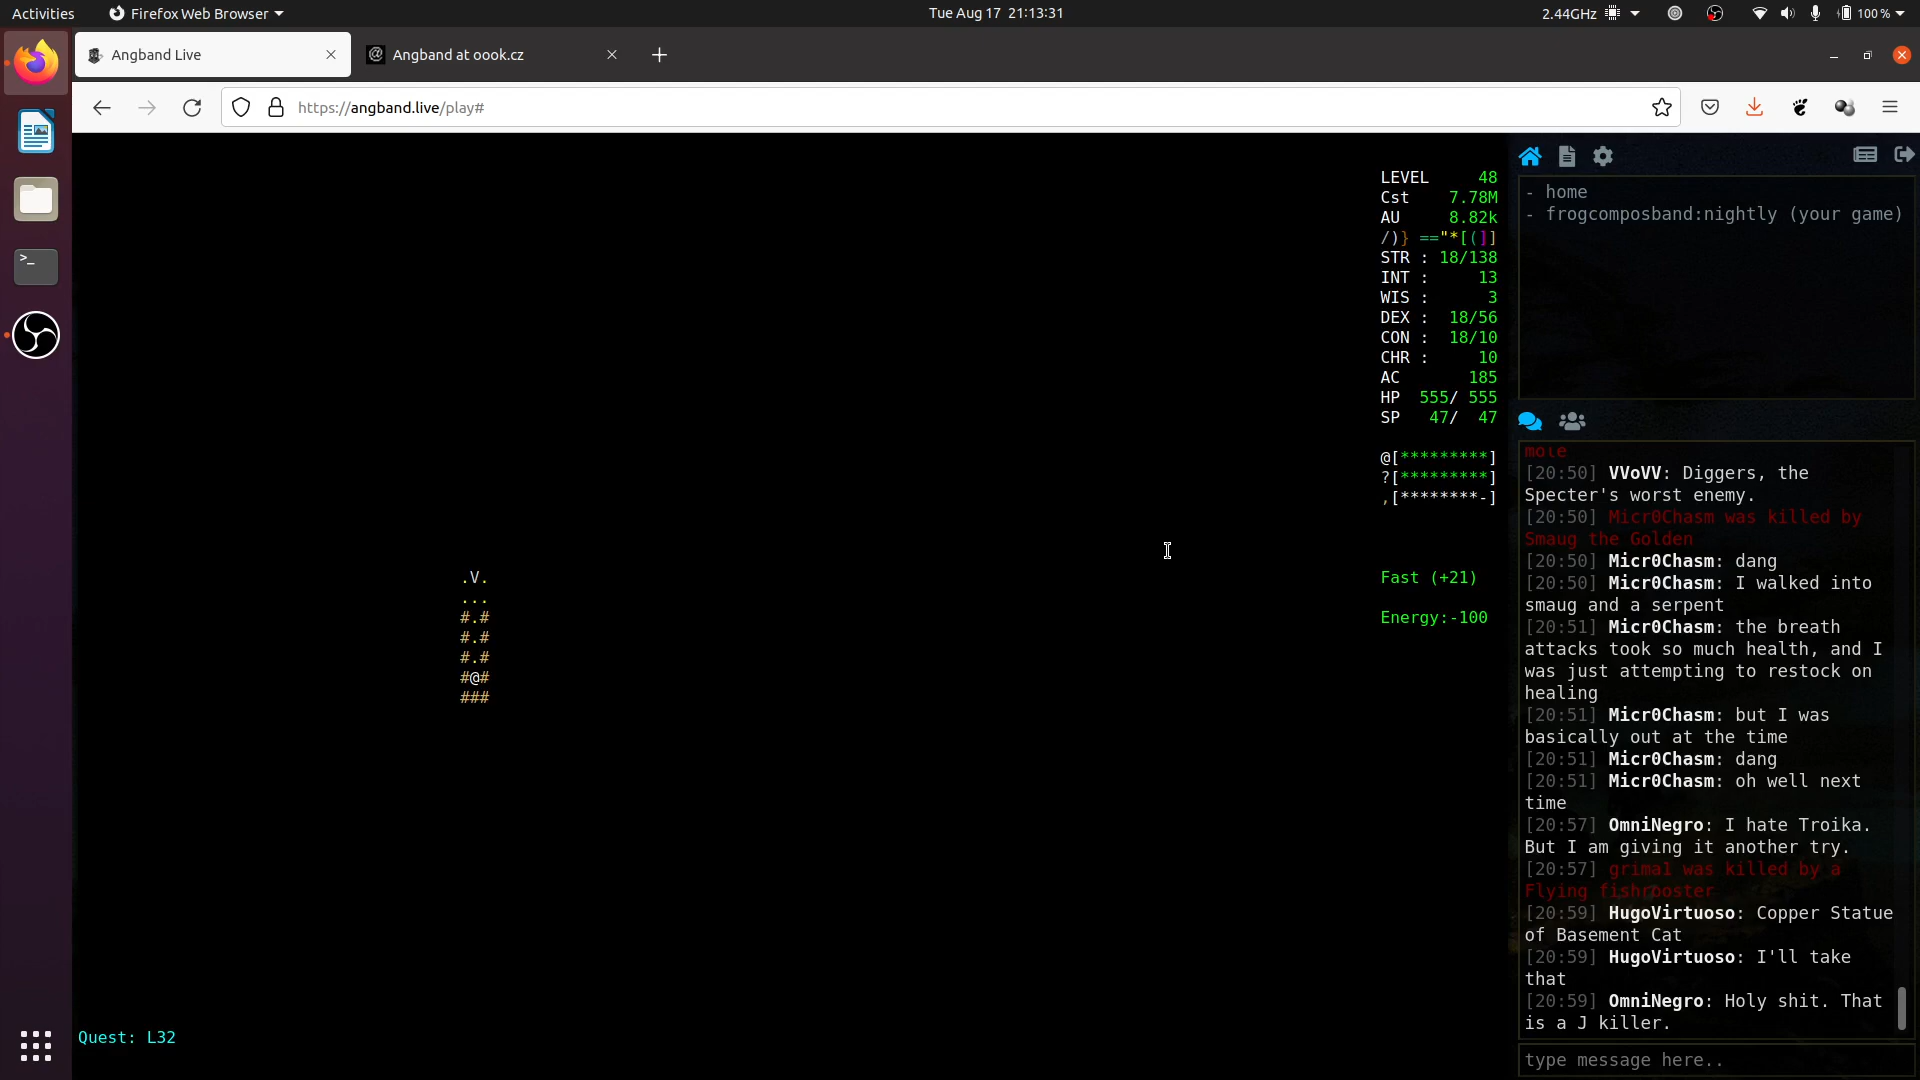 Activities Firefox Web Browser Tue Aug 17 21:13:31 2.44GHz 100 %
Angband Live Angband at oook.cz
https://angband.live/play#
LEVEL 48
Cst 7.78M
AU 8.82k
/)} =="*[(]]
STR : 18/138
INT : 13
WIS : 3
DEX : 18/56
CON : 18/10
CHR : 10
AC 185
HP 555/ 555
SP 47/ 47
@[*********]
?[*********]
,[********-]
.V.
...
#.#
#.#
#.#
#@#
###
Fast (+21)
Energy:-100
Quest: L32
- home
- frogcomposband:nightly (your game)
mole
[20:50] VVoVV: Diggers, the
Specter's worst enemy.
[20:50] Micr0Chasm was killed by
Smaug the Golden
[20:50] Micr0Chasm: dang
[20:50] Micr0Chasm: I walked into
smaug and a serpent
[20:51] Micr0Chasm: the breath
attacks took so much health, and I
was just attempting to restock on
healing
[20:51] Micr0Chasm: but I was
basically out at the time
[20:51] Micr0Chasm: dang
[20:51] Micr0Chasm: oh well next
time
[20:57] OmniNegro: I hate Troika.
But I am giving it another try.
[20:57] grima1 was killed by a
Flying fishrooster
[20:59] HugoVirtuoso: Copper Statue
of Basement Cat
[20:59] HugoVirtuoso: I'll take
that
[20:59] OmniNegro: Holy shit. That
is a J killer.
type message here..